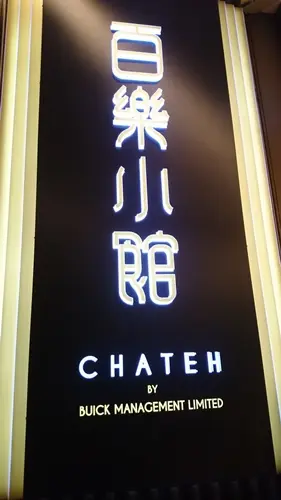 百樂小館
CHATEH
BY
BUICK MANAGEMENT LIMITED